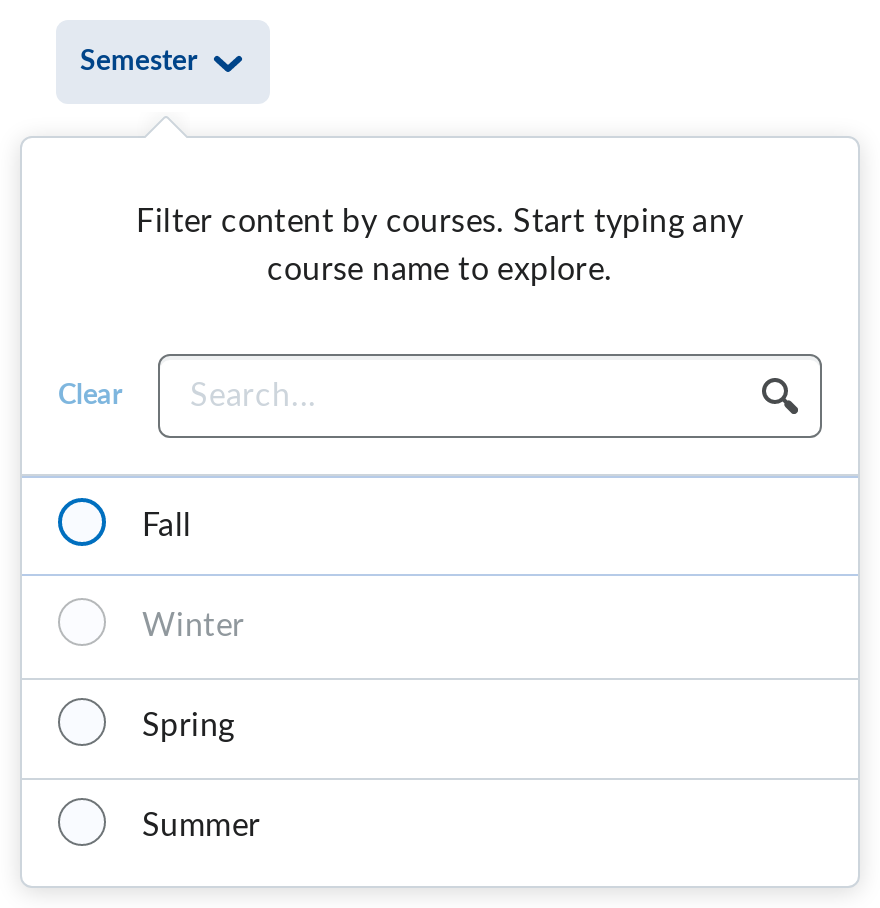 Semester
Filter content by courses. Start typing any
course name to explore.
Clear
Search...
Fall
Winter
Spring
Summer